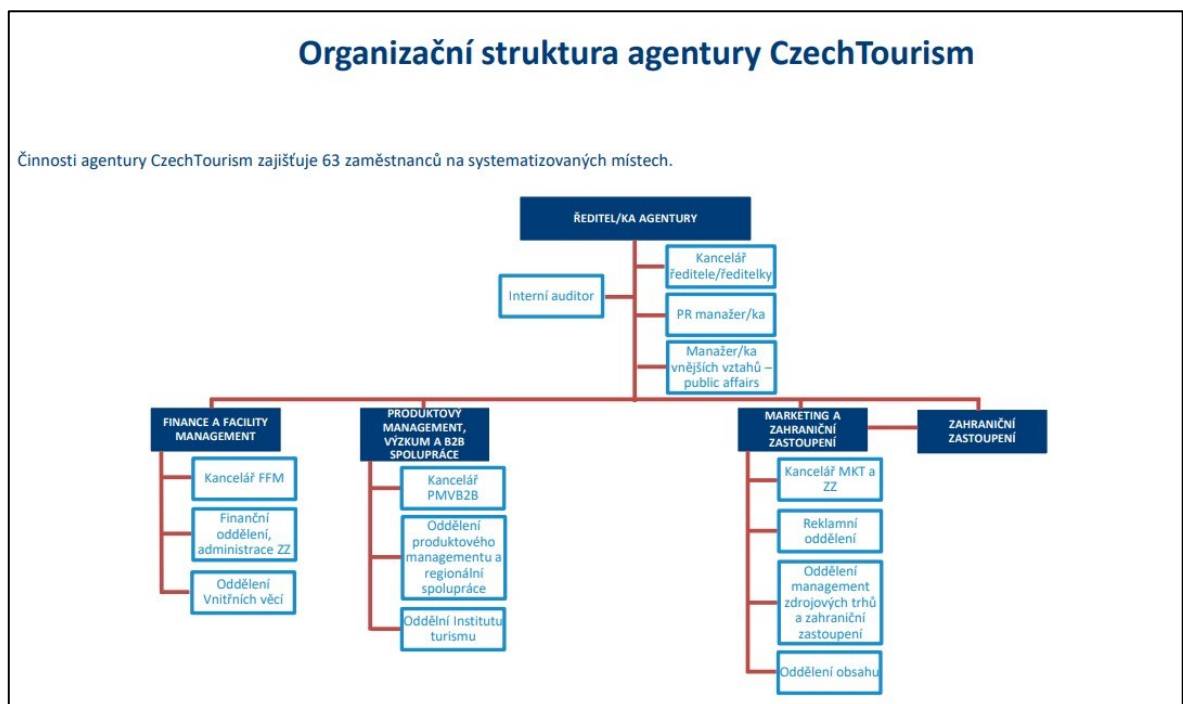 Organizační struktura agentury CzechTourism
Činnosti agentury CzechTourism zajišťuje 63 zaměstnanců na systematizovaných místech.
ŘEDITEL/KA AGENTURY
Kancelář
ředitele/ředitelky
Interní auditor
PR manažer/ka
Manažer/ka
vnějších vztahů –
public affairs
FINANCE A FACILITY
MANAGEMENT
Kancelář FFM
Finanční
oddělení,
administrace ZZ
Oddělení
Vnitřních věcí
PRODUKTOVÝ
MANAGEMENT,
VÝZKUM A B2B
SPOLUPRÁCE
Kancelář
PMVB2B
Oddělení
produktového
managementu a
regionální
spolupráce
Oddělní Institutu
turismu
MARKETING A
ZAHRANIČNÍ
ZASTOUPENÍ
Kancelář MKT a
ZZ
Reklamní
oddělení
Oddělení
management
zdrojových trhů
a zahraniční
zastoupení
Oddělení obsahu
ZAHRANIČNÍ
ZASTOUPENÍ